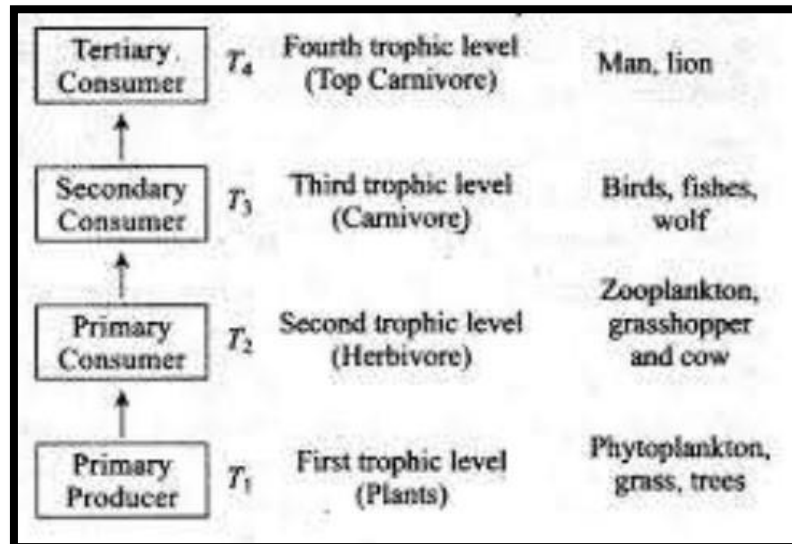 Tertiary Consumer T4 Fourth trophic level (Top Carnivore) Man, lion
Secondary Consumer T3 Third trophic level (Carnivore) Birds, fishes, wolf
Primary Consumer T2 Second trophic level (Herbivore) Zooplankton, grasshopper and cow
Primary Producer T1 First trophic level (Plants) Phytoplankton, grass, trees